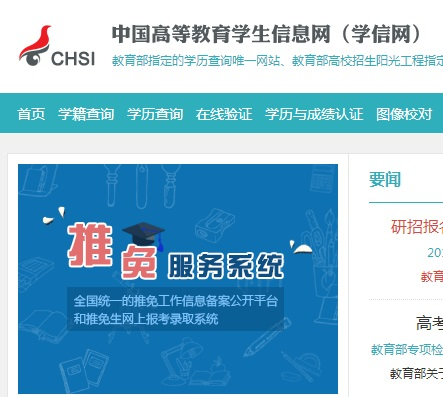 CHSI
中国高等教育学生信息网（学信网）
教育部指定的学历查询唯一网站、教育部高校招生阳光工程指定
首页 学籍查询 学历查询 在线验证 学历与成绩认证 图像校对
推免服务系统
全国统一的推免工作信息备案公开平台
和推免生网上报考录取系统
要闻
研招报名
20
教育
高考
教育部专项检
教育部关于